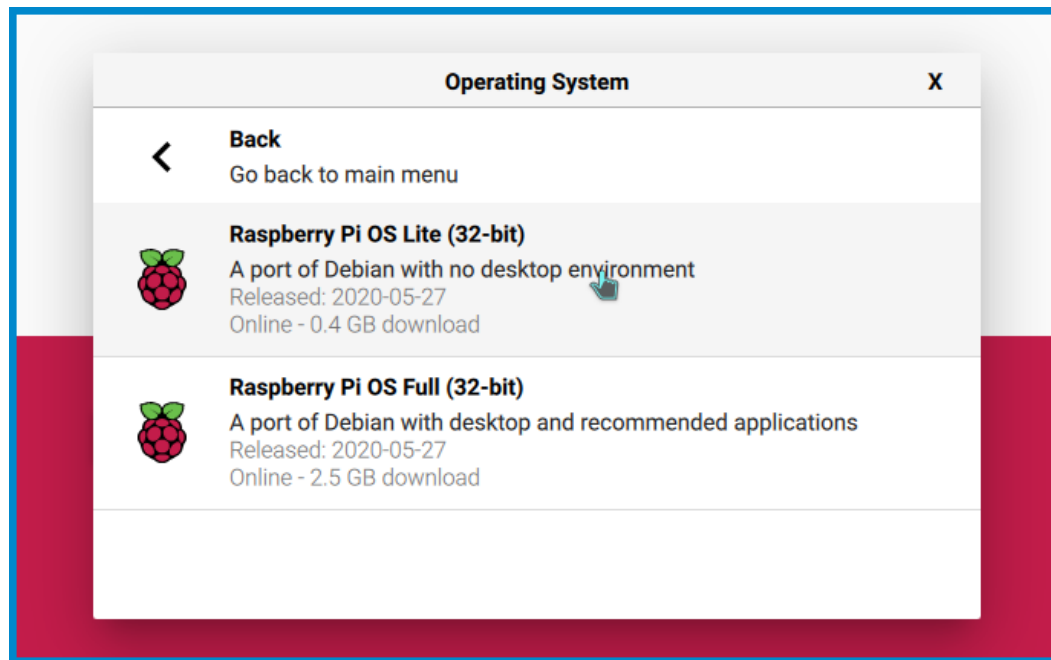 Operating System X
Back
Go back to main menu
Raspberry Pi OS Lite (32-bit)
A port of Debian with no desktop environment
Released: 2020-05-27
Online - 0.4 GB download
Raspberry Pi OS Full (32-bit)
A port of Debian with desktop and recommended applications
Released: 2020-05-27
Online - 2.5 GB download